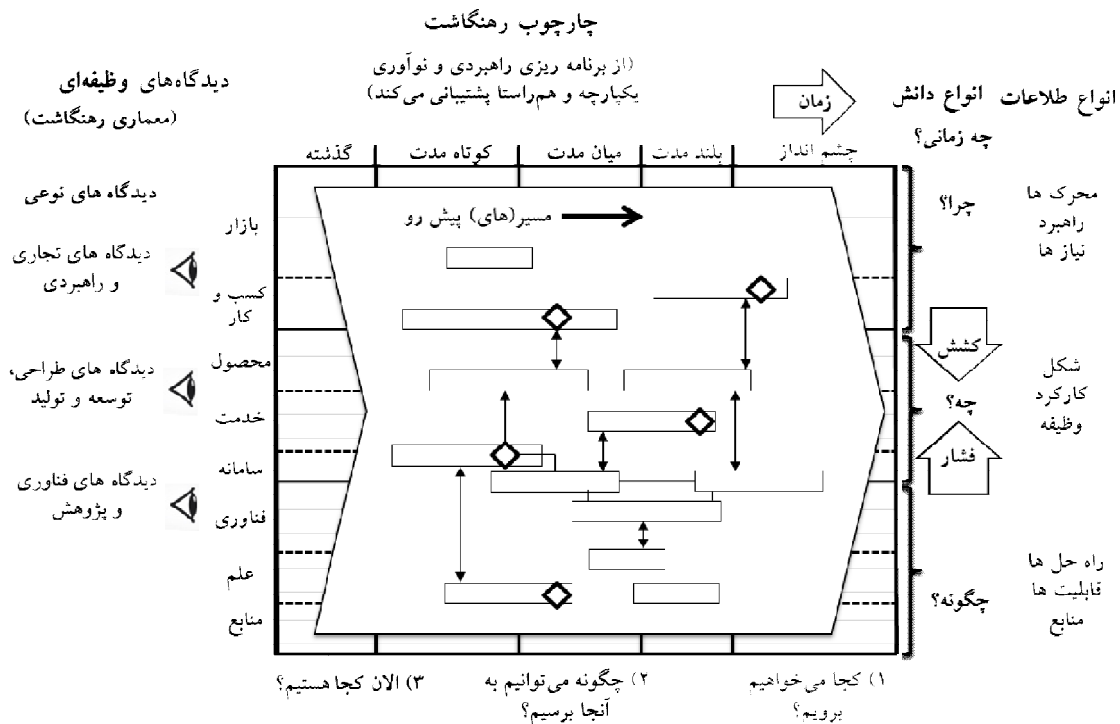 چارچوب رهنگاشت
(از برنامه ریزی راهبردی و نوآوری
یکپارچه و هم‌راستا پشتیبانی می‌کند)
دیدگاه‌های وظیفه‌ای
(معماری رهنگاشت)
زمان
انواع دانش
انواع طلاعات
چه زمانی؟
گذشته
کوتاه مدت
میان مدت
بلند مدت
چشم انداز
دیدگاه های نوعی
دیدگاه های تجاری
و راهبردی
دیدگاه های طراحی،
توسعه و تولید
دیدگاه های فناوری
و پژوهش
بازار
کسب و
کار
محصول
خدمت
سامانه
فناوری
علم
منابع
مسیر(های) پیش رو
چرا؟
کشش
چه؟
فشار
چگونه؟
محرک ها
راهبرد
نیاز ها
شکل
کارکرد
وظیفه
راه حل ها
قابلیت ها
منابع
۱) کجا می‌خواهیم
برویم؟
۲) چگونه می‌توانیم به
آنجا برسیم؟
۳) الان کجا هستیم؟